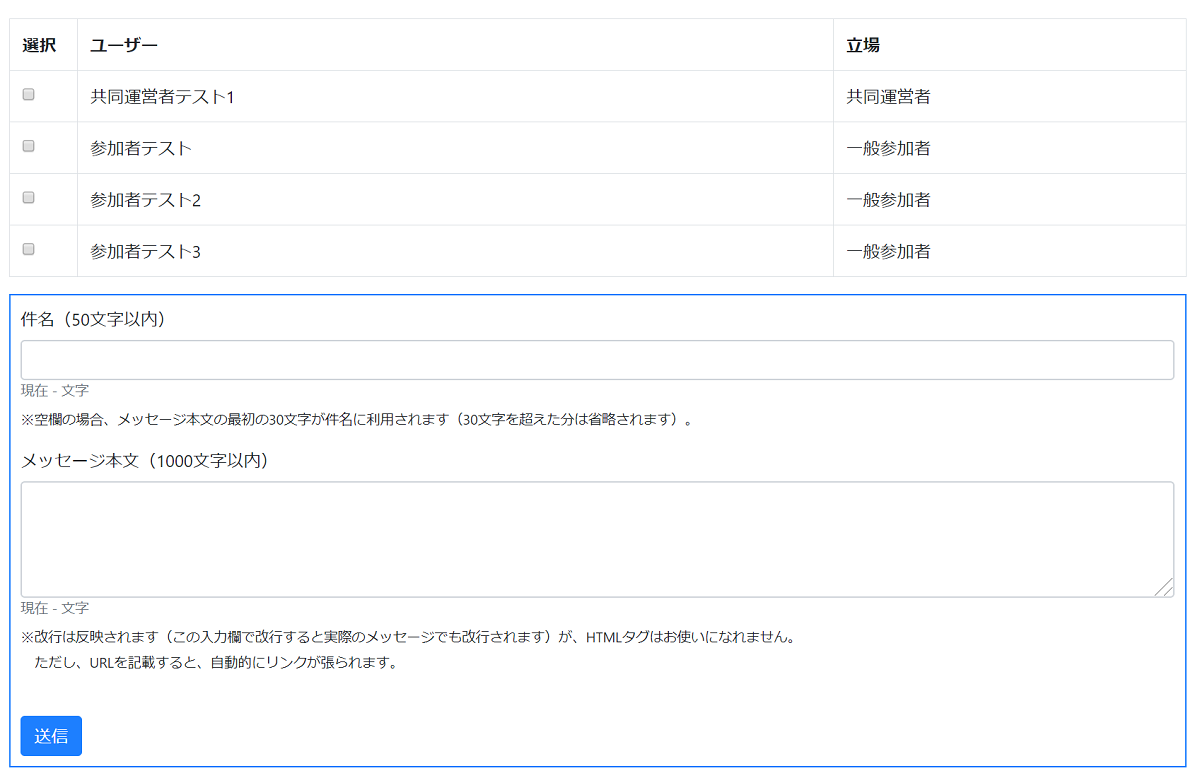 選択 ユーザー 立場
共同運営者テスト1 共同運営者
参加者テスト 一般参加者
参加者テスト2 一般参加者
参加者テスト3 一般参加者
件名（50文字以内）
現在 - 文字
※空欄の場合、メッセージ本文の最初の30文字が件名に利用されます（30文字を超えた分は省略されます）。
メッセージ本文（1000文字以内）
現在 - 文字
※改行は反映されます（この入力欄で改行すると実際のメッセージでも改行されます）が、HTMLタグはお使いになれません。
ただし、URLを記載すると、自動的にリンクが張られます。
送信